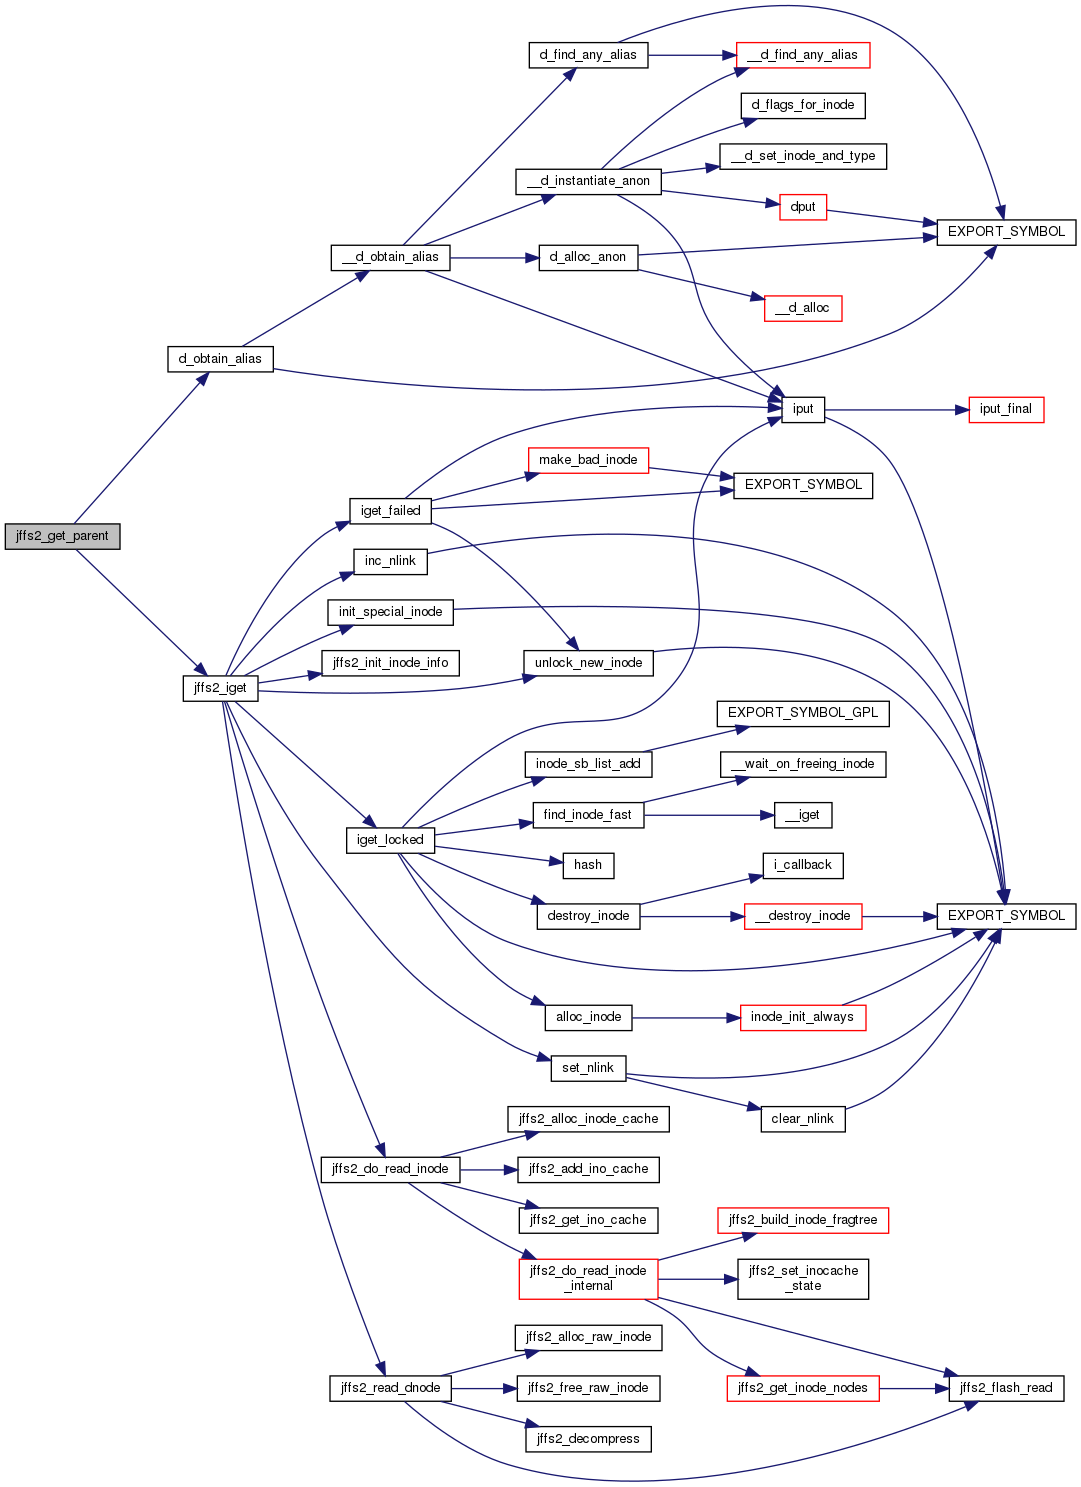 d_find_any_alias
__d_find_any_alias
d_flags_for_inode
__d_set_inode_and_type
__d_instantiate_anon
dput
EXPORT_SYMBOL
__d_obtain_alias
d_alloc_anon
__d_alloc
d_obtain_alias
iput
iput_final
make_bad_inode
EXPORT_SYMBOL
iget_failed
jffs2_get_parent
inc_nlink
init_special_inode
jffs2_init_inode_info
unlock_new_inode
jffs2_iget
EXPORT_SYMBOL_GPL
inode_sb_list_add
__wait_on_freeing_inode
find_inode_fast
__iget
iget_locked
hash
i_callback
destroy_inode
__destroy_inode
EXPORT_SYMBOL
alloc_inode
inode_init_always
set_nlink
clear_nlink
jffs2_alloc_inode_cache
jffs2_do_read_inode
jffs2_add_ino_cache
jffs2_get_ino_cache
jffs2_build_inode_fragtree
jffs2_do_read_inode
_internal
jffs2_set_inocache
_state
jffs2_alloc_raw_inode
jffs2_read_dnode
jffs2_free_raw_inode
jffs2_get_inode_nodes
jffs2_flash_read
jffs2_decompress